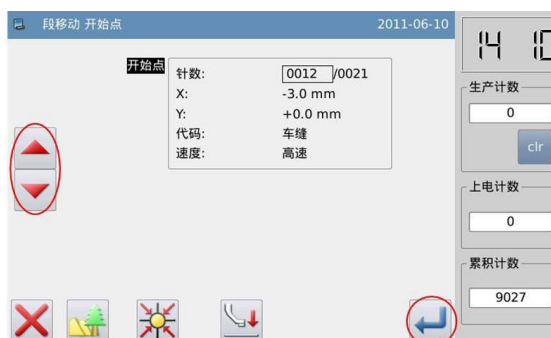 段移动 开始点 2011-06-10
开始点
针数: 0012 /0021
X: -3.0 mm
Y: +0.0 mm
代码: 车缝
速度: 高速
生产计数
0
clr
上电计数
0
累积计数
9027